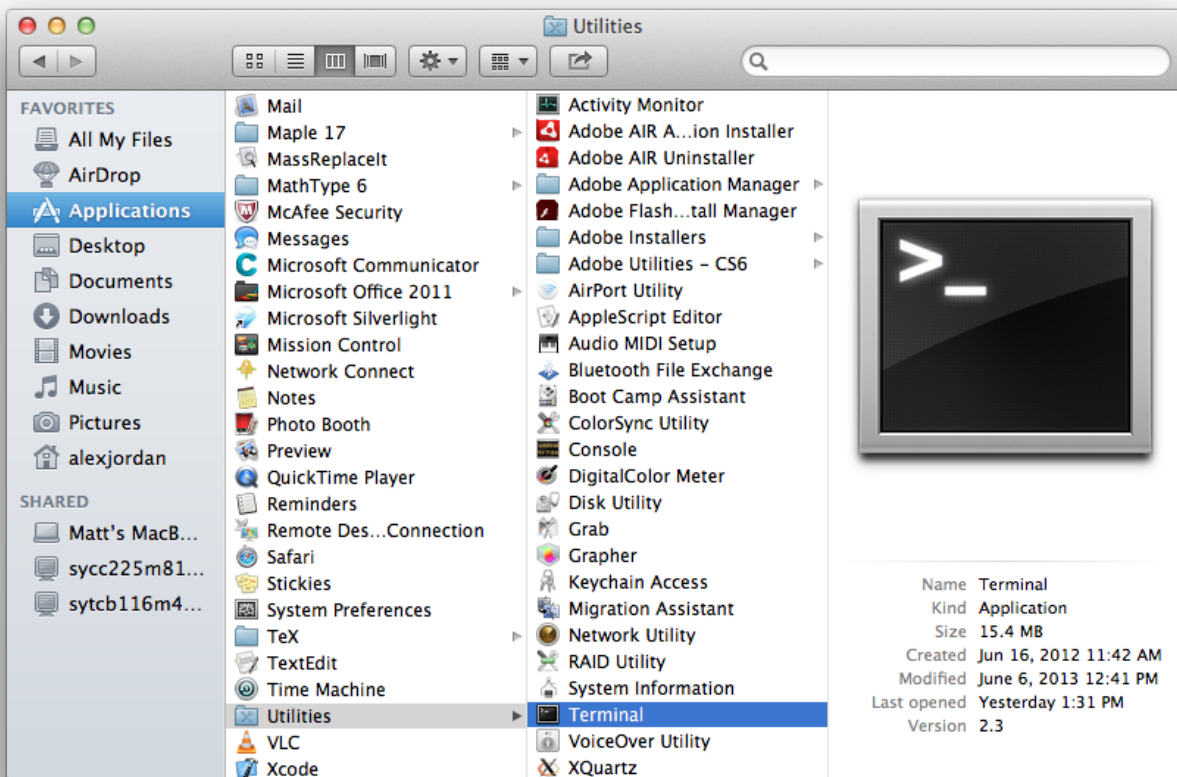 Utilities
FAVORITES
All My Files
AirDrop
Applications
Desktop
Documents
Downloads
Movies
Music
Pictures
alexjordan
SHARED
Matt's MacB...
sycc225m81...
sytcb116m4...
Mail
Maple 17
MassReplaceIt
MathType 6
McAfee Security
Messages
Microsoft Communicator
Microsoft Office 2011
Microsoft Silverlight
Mission Control
Network Connect
Notes
Photo Booth
Preview
QuickTime Player
Reminders
Remote Des...Connection
Safari
Stickies
System Preferences
TeX
TextEdit
Time Machine
Utilities
VLC
Xcode
Activity Monitor
Adobe AIR A...ion Installer
Adobe AIR Uninstaller
Adobe Application Manager
Adobe Flash...tall Manager
Adobe Installers
Adobe Utilities – CS6
AirPort Utility
AppleScript Editor
Audio MIDI Setup
Bluetooth File Exchange
Boot Camp Assistant
ColorSync Utility
Console
DigitalColor Meter
Disk Utility
Grab
Grapher
Keychain Access
Migration Assistant
Network Utility
RAID Utility
System Information
Terminal
VoiceOver Utility
XQuartz
>_
Name Terminal
Kind Application
Size 15.4 MB
Created Jun 16, 2012 11:42 AM
Modified June 6, 2013 12:41 PM
Last opened Yesterday 1:31 PM
Version 2.3